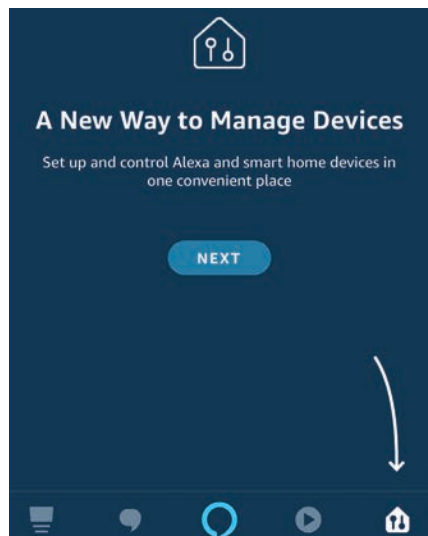 A New Way to Manage Devices
Set up and control Alexa and smart home devices in
one convenient place
NEXT